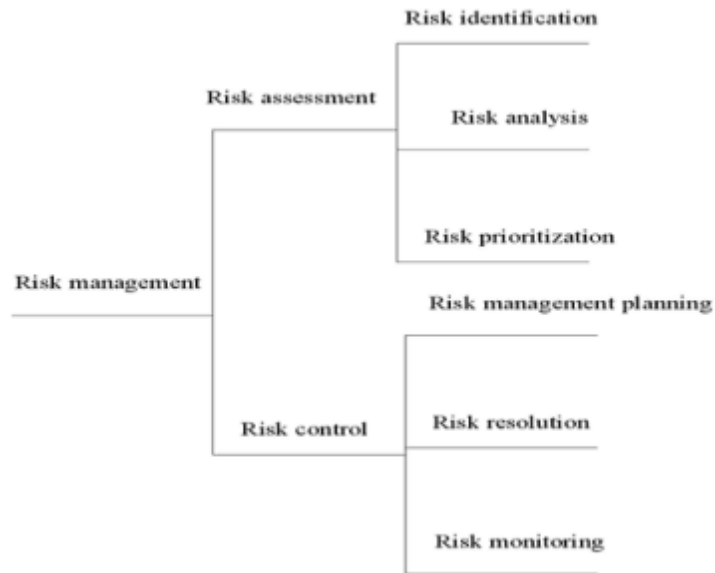 Risk identification
Risk assessment
Risk analysis
Risk prioritization
Risk management
Risk management planning
Risk control
Risk resolution
Risk monitoring